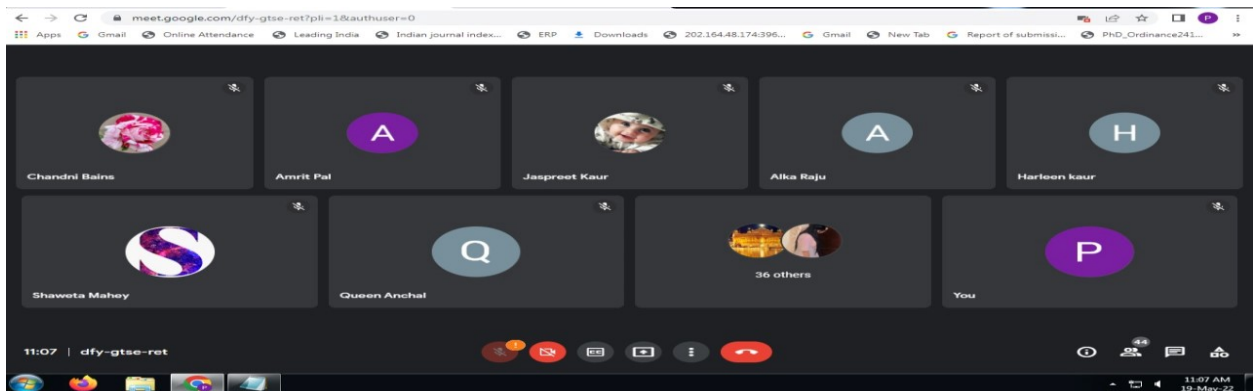 meet.google.com/dfy-gtse-ret?pli=1&authuser=0
P
Apps Gmail Online Attendance Leading India Indian journal index... ERP Downloads 202.164.48.174:396... Gmail New Tab Report of submissi... PhD_Ordinance241... »
A A H
Chandni Bains Amrit Pal Jaspreet Kaur Alka Raju Harleen kaur
S Q P
36 others
Shaweta Mahey Queen Anchal You
11:07 | dfy-gtse-ret
44
11:07 AM
19-May-22